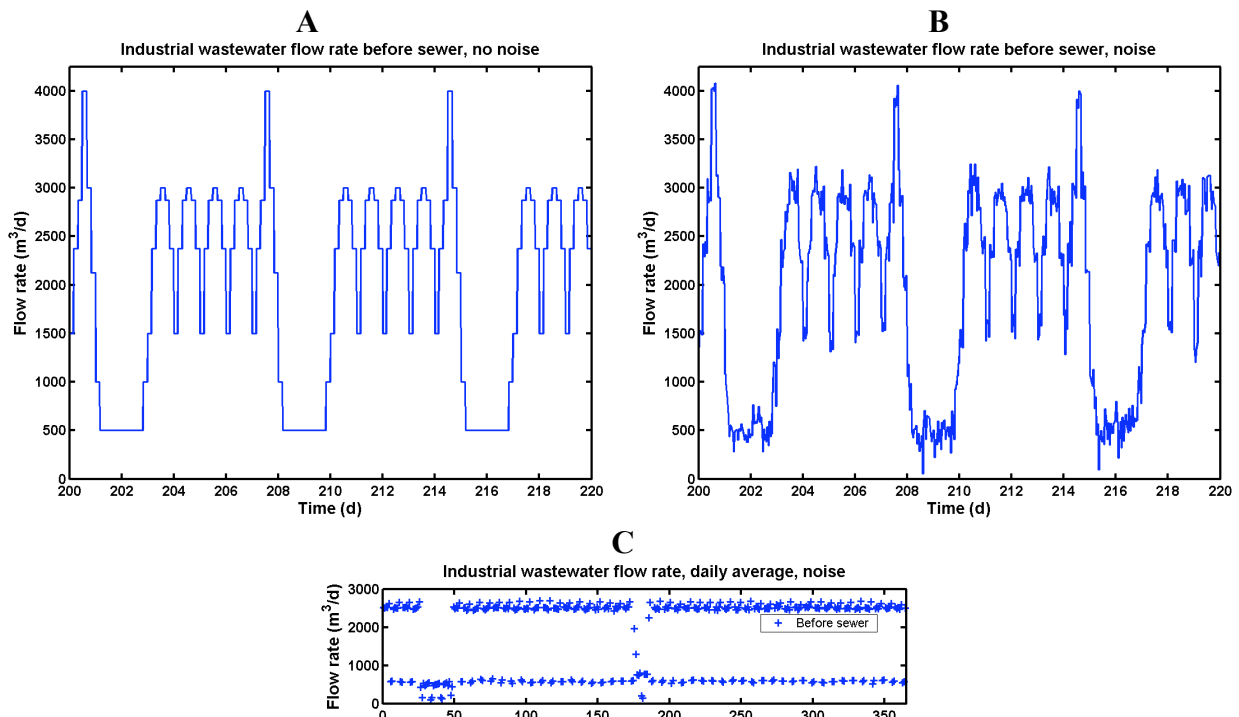 A
Industrial wastewater flow rate before sewer, no noise
Flow rate (m³/d)
4000
3500
3000
2500
2000
1500
1000
500
0
200 202 204 206 208 210 212 214 216 218 220
Time (d)
B
Industrial wastewater flow rate before sewer, noise
Flow rate (m³/d)
4000
3500
3000
2500
2000
1500
1000
500
0
200 202 204 206 208 210 212 214 216 218 220
Time (d)
C
Industrial wastewater flow rate, daily average, noise
Flow rate (m³/d)
3000
2000
1000
0
Before sewer
0 50 100 150 200 250 300 350